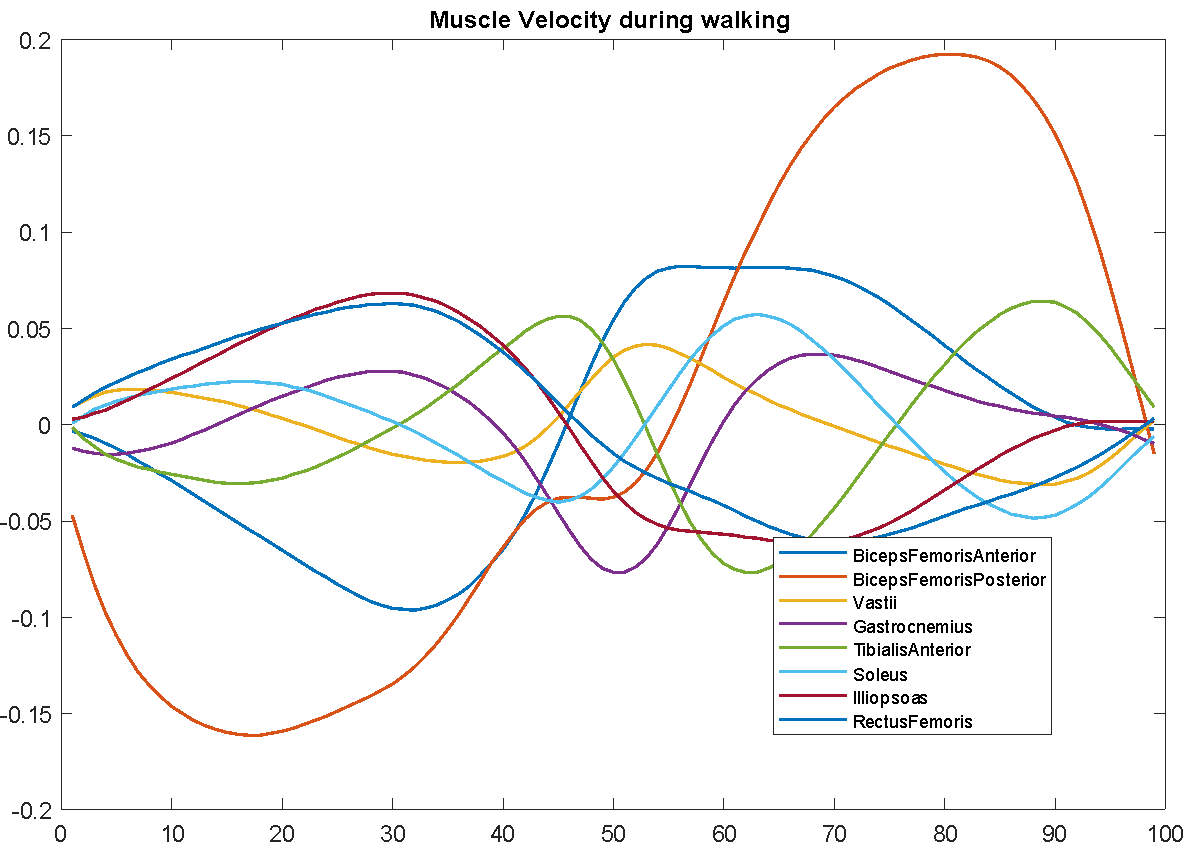 Muscle Velocity during walking
0.2
0.15
0.1
0.05
0
-0.05
-0.1
-0.15
-0.2
0 10 20 30 40 50 60 70 80 90 100
BicepsFemorisAnterior
BicepsFemorisPosterior
Vastii
Gastrocnemius
TibialisAnterior
Soleus
Illiopsoas
RectusFemoris